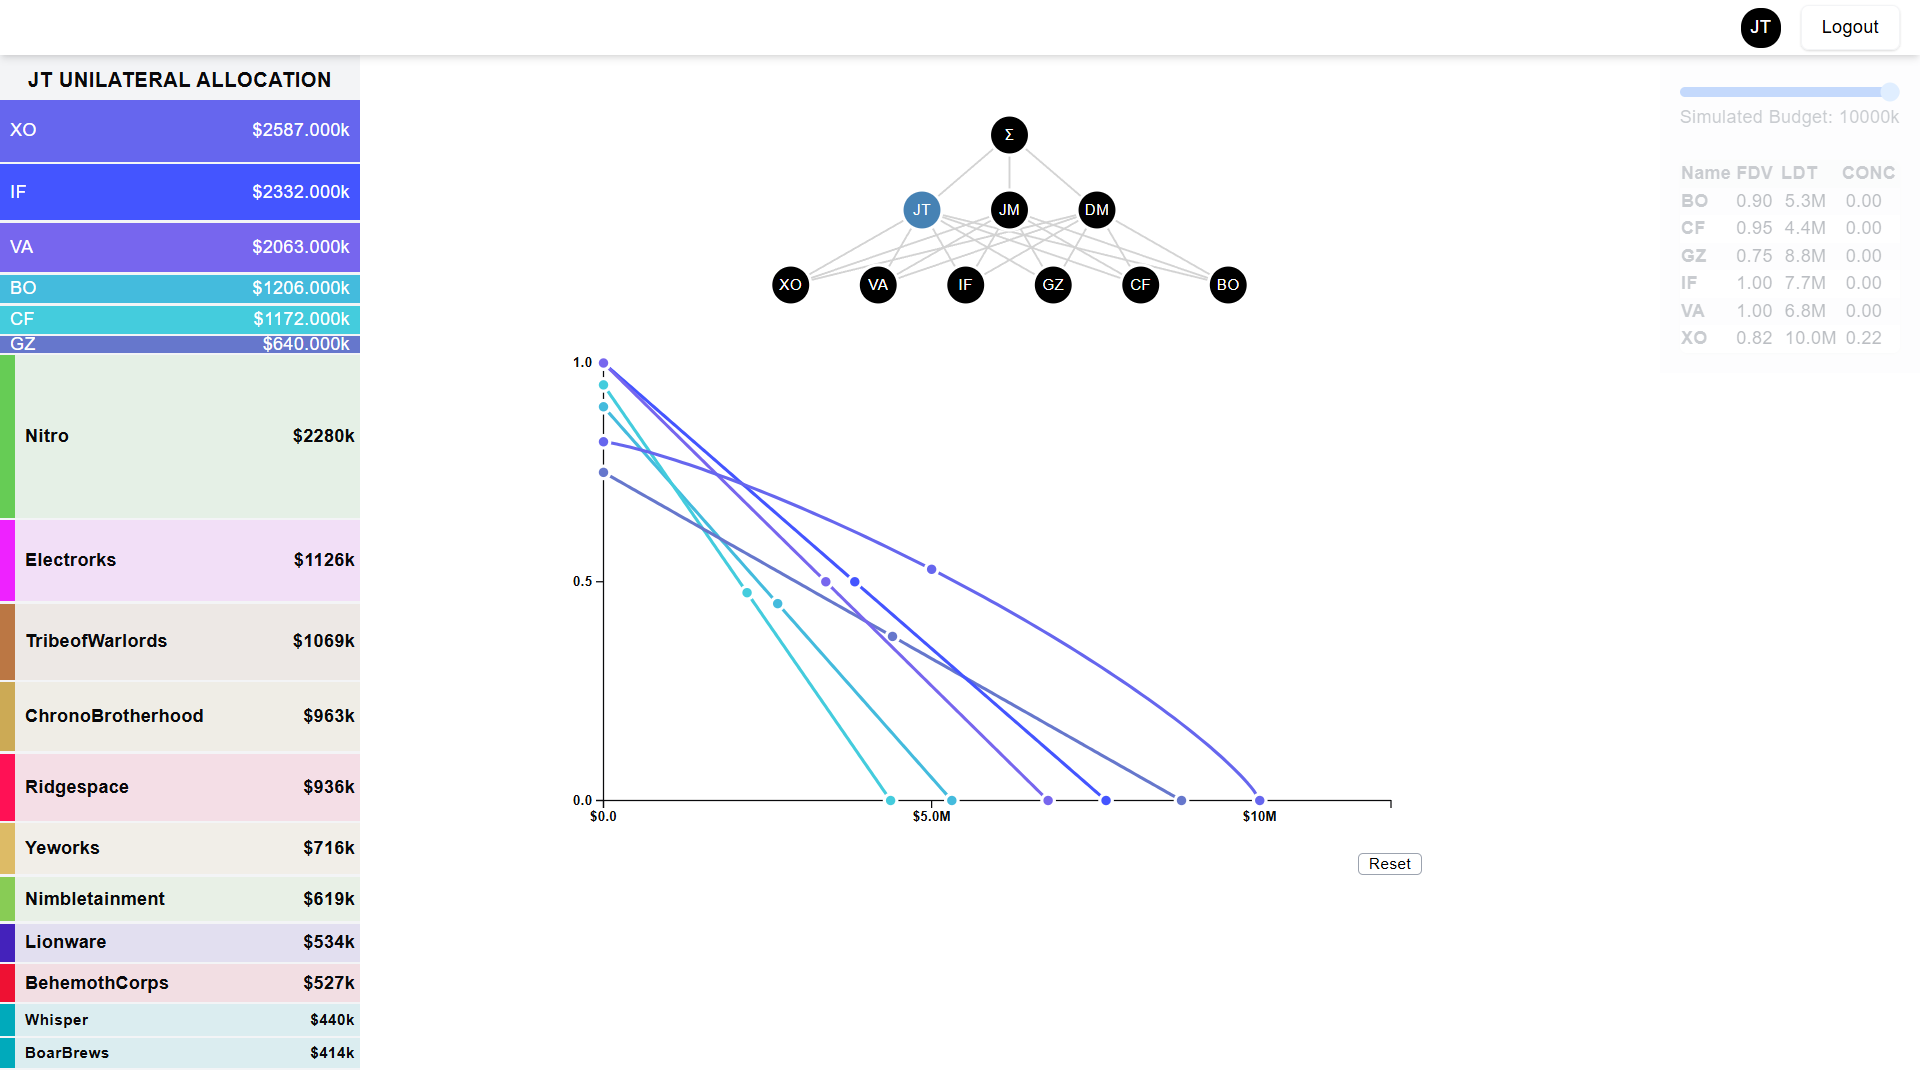 JT Logout
JT UNILATERAL ALLOCATION
XO $2587.000k
IF $2332.000k
VA $2063.000k
BO $1206.000k
CF $1172.000k
GZ $640.000k
Nitro $2280k
Electrorks $1126k
TribeofWarlords $1069k
ChronoBrotherhood $963k
Ridgespace $936k
Yeworks $716k
Nimbletainment $619k
Lionware $534k
BehemothCorps $527k
Whisper $440k
BoarBrews $414k
Σ
JT JM DM
XO VA IF GZ CF BO
1.0
0.5
0.0
$0.0 $5.0M $10M
Reset
Simulated Budget: 10000k
Name FDV LDT CONC
BO 0.90 5.3M 0.00
CF 0.95 4.4M 0.00
GZ 0.75 8.8M 0.00
IF 1.00 7.7M 0.00
VA 1.00 6.8M 0.00
XO 0.82 10.0M 0.22